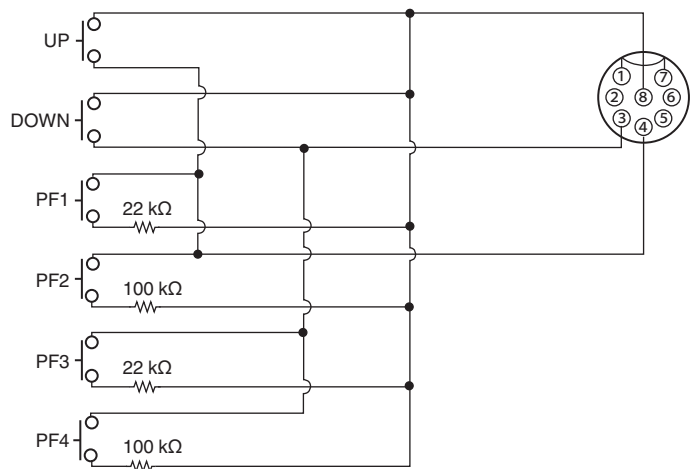 UP
DOWN
PF1
22 kΩ
PF2
100 kΩ
PF3
22 kΩ
PF4
100 kΩ
1 7
2 8 6
3 4 5